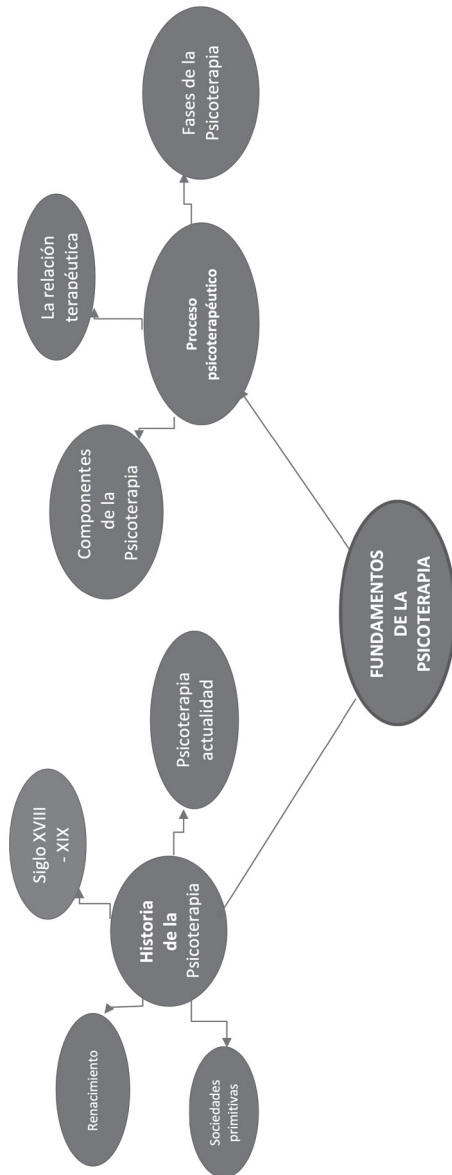 Sociedades
primitivas
Renacimiento
Historia
de la
Psicoterapia
Siglo XVIII
- XIX
Psicoterapia
actualidad
FUNDAMENTOS
DE LA
PSICOTERAPIA
Componentes
de la
Psicoterapia
Proceso
psicoterapéutico
La relación
terapéutica
Fases de la
Psicoterapia